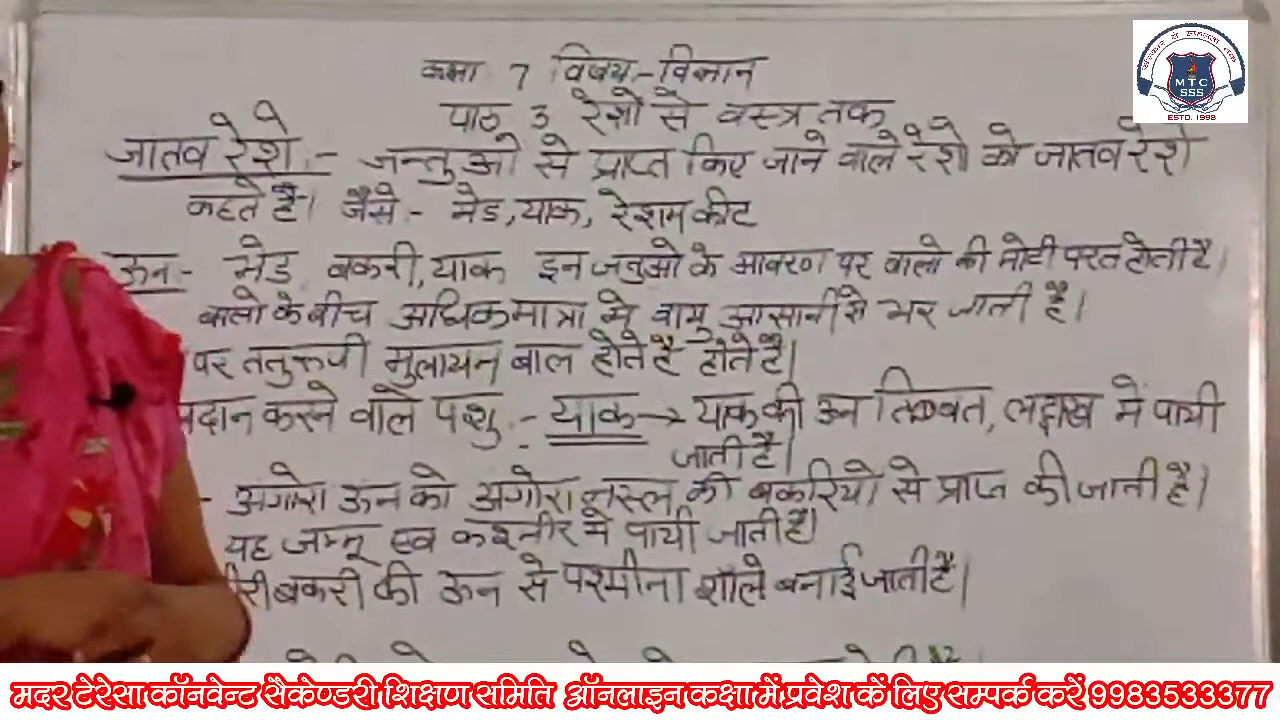 कक्षा 7 विषय:- विज्ञान
पाठ 3 रेशो से वस्त्र तक
जातव रेशे :- जन्तुओ से प्राप्त किए जाने वाले रेशे को जातव रेशे
कहते है। जैसे:- भेड, याक, रेशम कीट
ऊन:- भेड, बकरी, याक इन जन्तुओ के आवरण पर बालो की मोटी परत होती है।
बालो के बीच अधिक मात्रा मे वायु आसानी से भर जाती है।
पर तन्तुरूपी मुलायम बाल होते है होते है।
प्रदान करने वाले पशु :- याक → याक की ऊन तिब्बत, लद्दाख में पायी
जाती है।
- अंगोरा ऊन को अंगोरा नस्ल की बकरियो से प्राप्त की जाती है।
यह जम्मू एव कश्मीर मे पायी जाती है।
बकरी की ऊन से पश्मीना शॉले बनाई जाती है।
MTC
SSS
ESTD. 1998
मदर टेरेसा कॉनवेन्ट सैकेण्डरी शिक्षण समिति ऑनलाइन कक्षा में प्रवेश कें लिए सम्पर्क करें 9983533377